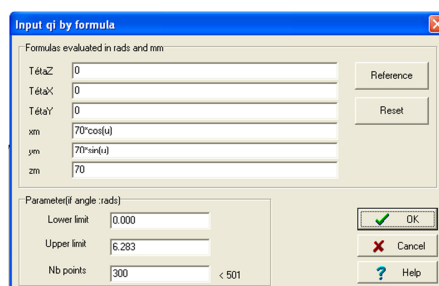 Input qi by formula
Formulas evaluated in rads and mm
TétaZ 0
Reference
TétaX 0
TétaY 0
Reset
xm 70*cos(u)
ym 70*sin(u)
zm 70
Parameter(if angle :rads)
Lower limit 0.000
OK
Upper limit 6.283
Cancel
Nb points 300 < 501
Help